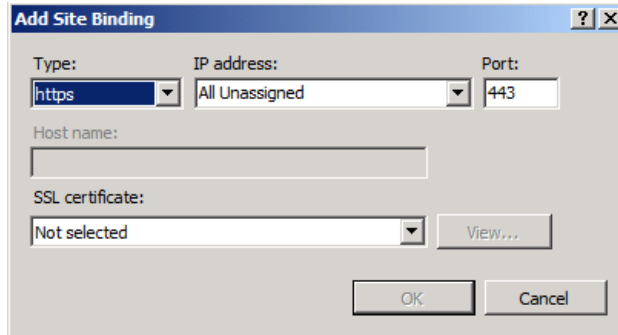 Add Site Binding
Type: IP address: Port:
https All Unassigned 443
Host name:
SSL certificate:
Not selected View...
OK Cancel